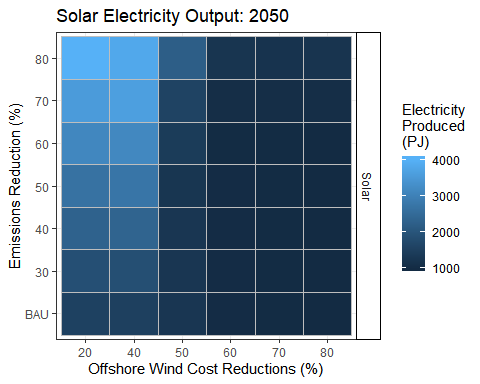 Solar Electricity Output: 2050
Emissions Reduction (%)
80
70
60
50
40
30
BAU
20
40
50
60
70
80
Offshore Wind Cost Reductions (%)
Solar
Electricity
Produced
(PJ)
4000
3000
2000
1000